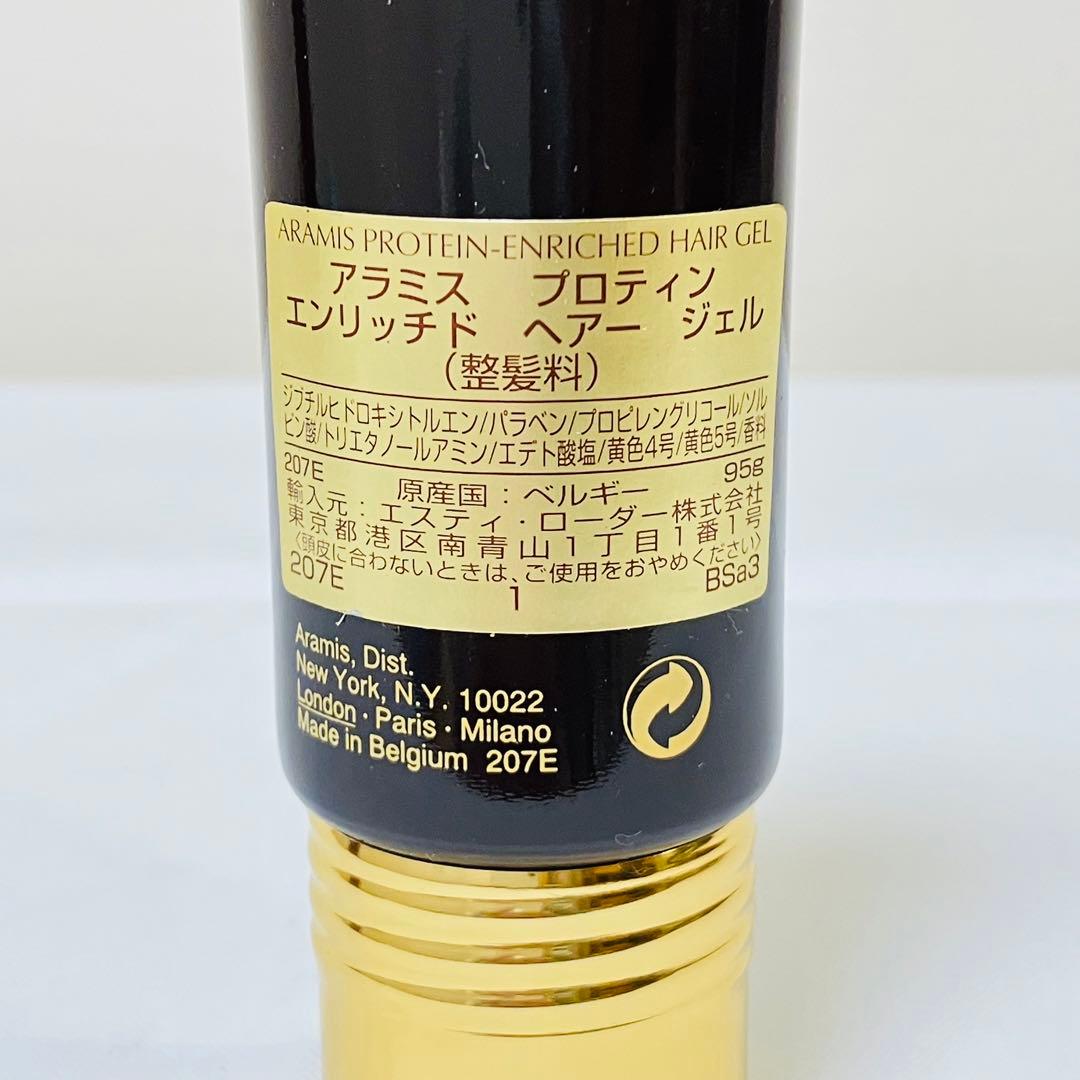 ARAMIS PROTEIN-ENRICHED HAIR GEL
アラミス プロティン
エンリッチド ヘアー ジェル
(整髪料)
ジブチルヒドロキシトルエン/パラベン/プロピレングリコール/ソル
ビン酸/トリエタノールアミン/エデト酸塩/黄色4号/黄色5号/香料
207E 95g
原産国:ベルギー
輸入元:エスティ・ローダー株式会社
東京都港区南青山1丁目1番1号
〈頭皮に合わないときは、ご使用をおやめください〉
207E 1 BSa3
Aramis, Dist.
New York, N.Y. 10022
London · Paris · Milano
Made in Belgium 207E